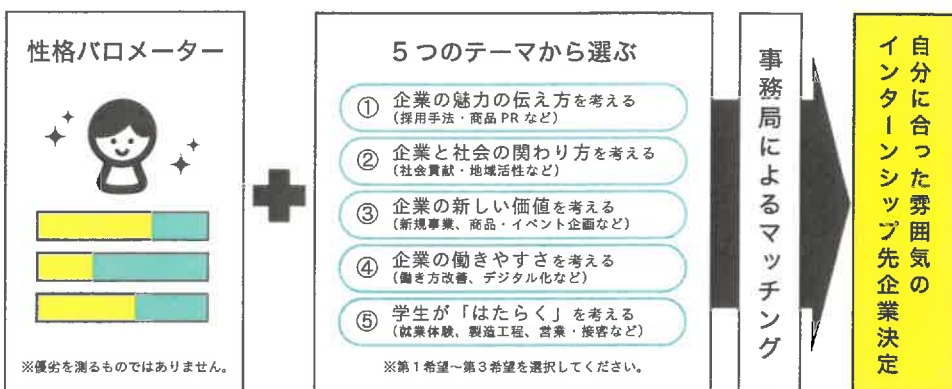 性格バロメーター
※優劣を測るものではありません。
5つのテーマから選ぶ
① 企業の魅力の伝え方を考える
(採用手法・商品PRなど)
② 企業と社会の関わり方を考える
(社会貢献・地域活性など)
③ 企業の新しい価値を考える
(新規事業、商品・イベント企画など)
④ 企業の働きやすさを考える
(働き方改善、デジタル化など)
⑤ 学生が「はたらく」を考える
(就業体験、製造工程、営業・接客など)
※第1希望~第3希望を選択してください。
事務局によるマッチング
自分に合った雰囲気の
インターンシップ先企業決定